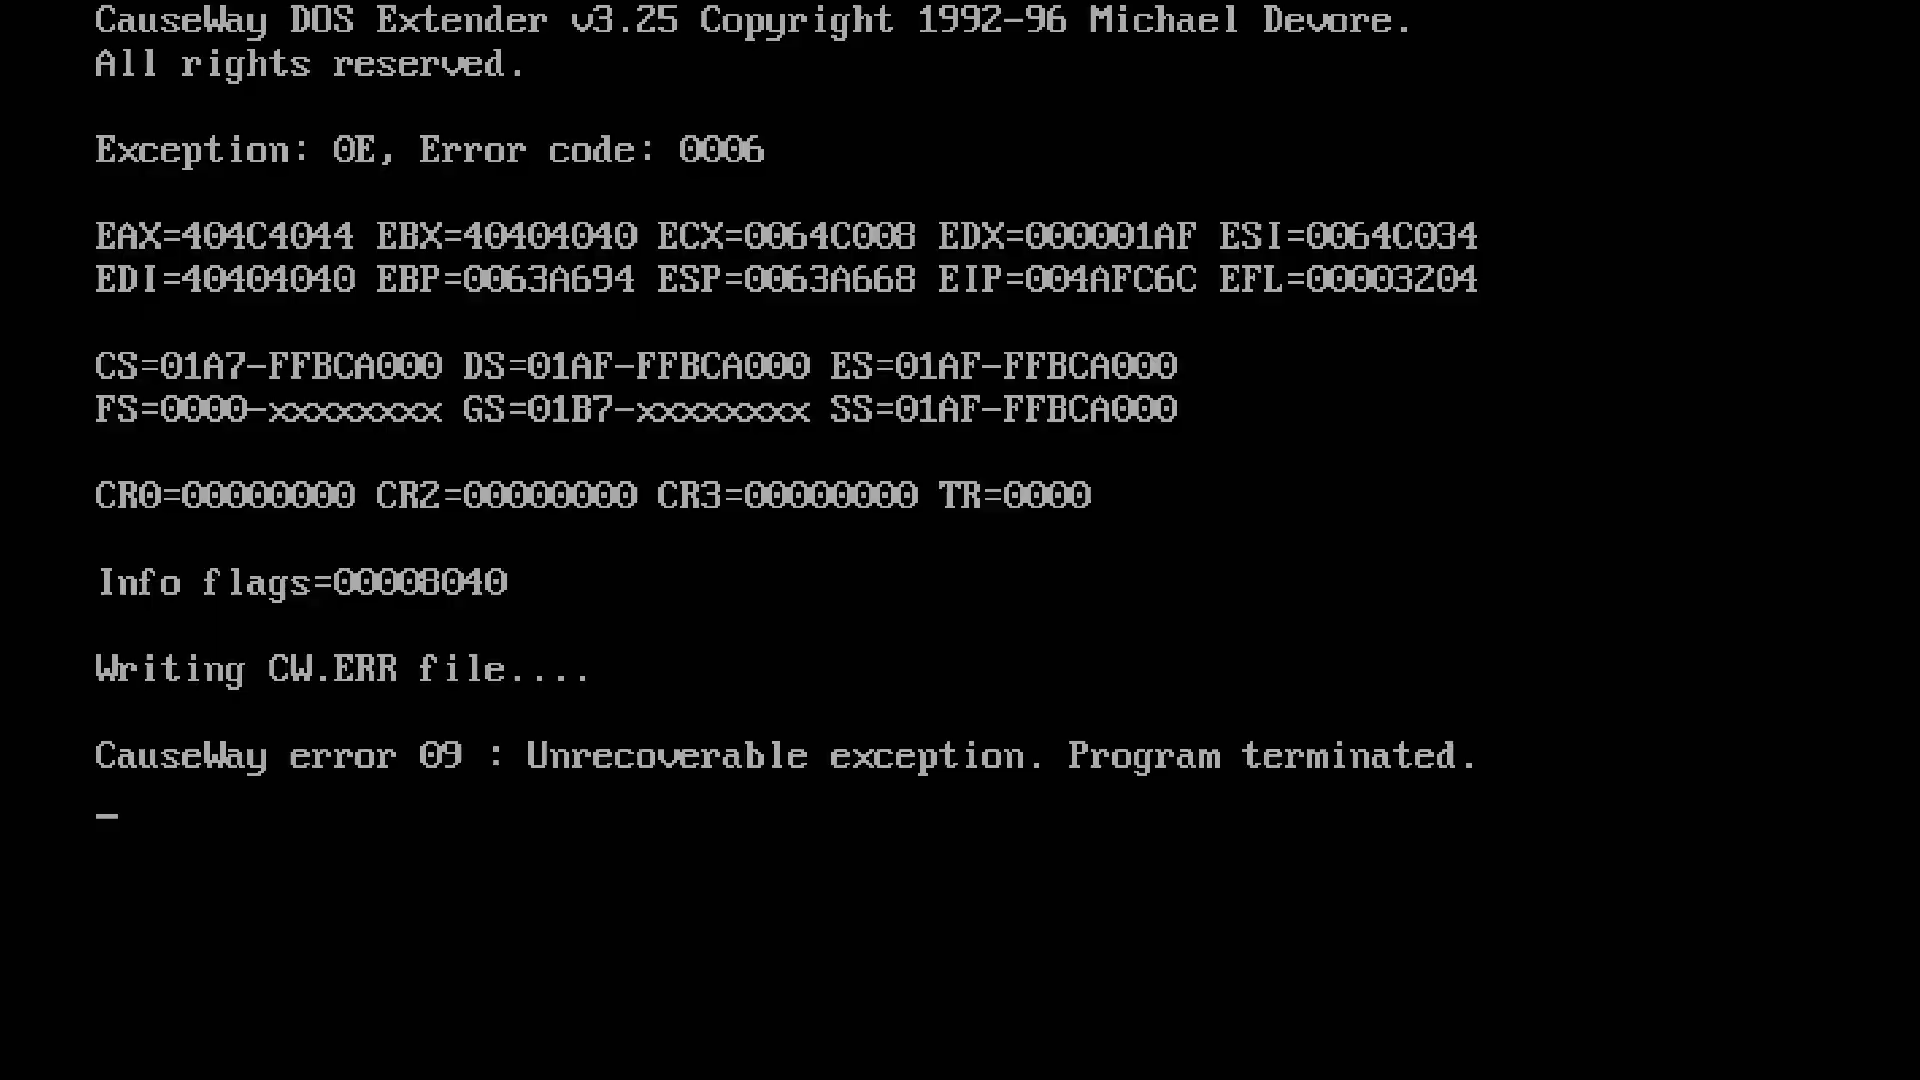 CauseWay DOS Extender v3.25 Copyright 1992-96 Michael Devore.
All rights reserved.
Exception: 0E, Error code: 0006
EAX=404C4044 EBX=40404040 ECX=0064C008 EDX=000001AF ESI=0064C034
EDI=40404040 EBP=0063A694 ESP=0063A668 EIP=004AFC6C EFL=00003204
CS=01A7-FFBCA000 DS=01AF-FFBCA000 ES=01AF-FFBCA000
FS=0000-xxxxxxxx GS=01B7-xxxxxxxx SS=01AF-FFBCA000
CR0=00000000 CR2=00000000 CR3=00000000 TR=0000
Info flags=00008040
Writing CW.ERR file....
CauseWay error 09 : Unrecoverable exception. Program terminated.
_